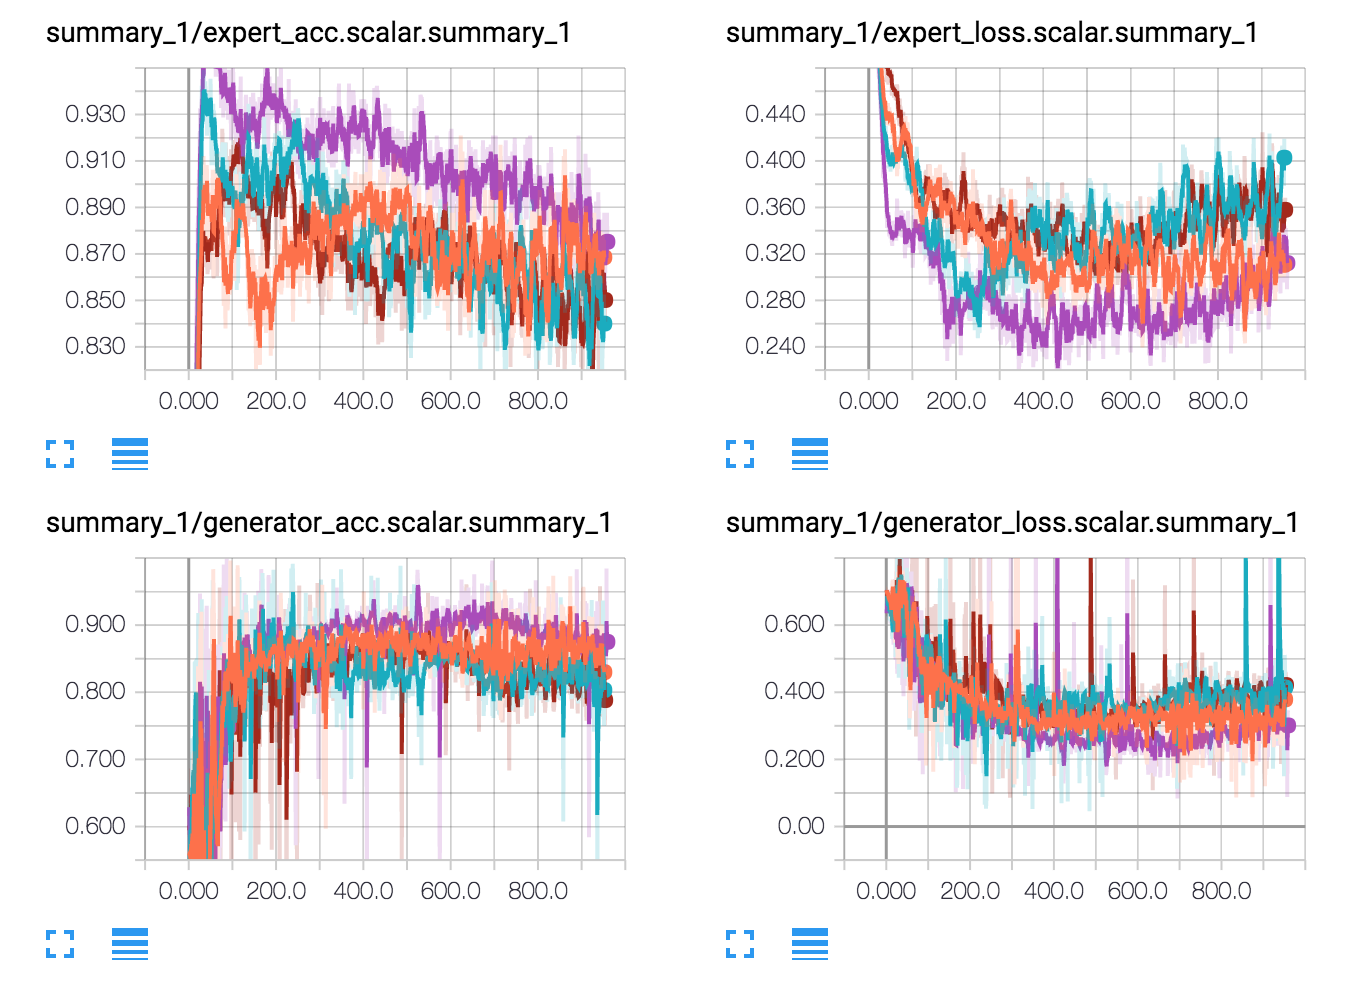 summary_1/expert_acc.scalar.summary_1
0.930
0.910
0.890
0.870
0.850
0.830
0.000 200.0 400.0 600.0 800.0
summary_1/expert_loss.scalar.summary_1
0.440
0.400
0.360
0.320
0.280
0.240
0.000 200.0 400.0 600.0 800.0
summary_1/generator_acc.scalar.summary_1
0.900
0.800
0.700
0.600
0.000 200.0 400.0 600.0 800.0
summary_1/generator_loss.scalar.summary_1
0.600
0.400
0.200
0.00
0.000 200.0 400.0 600.0 800.0